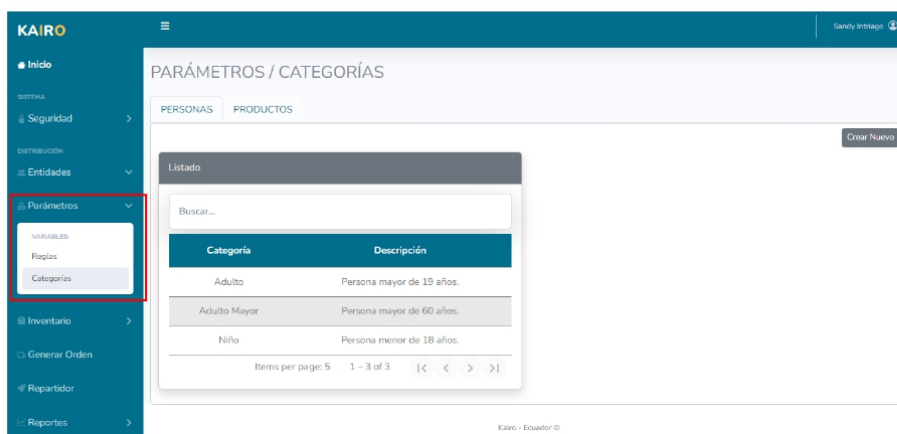 KAIRO
Sandy Intriago
Inicio
SISTEMA
Seguridad
DISTRIBUCIÓN
Entidades
Parámetros
VARIABLES:
Reglas
Categorías
Inventario
Generar Orden
Repartidor
Reportes
PARÁMETROS / CATEGORÍAS
PERSONAS PRODUCTOS
Crear Nuevo
Listado
Buscar...
Categoría Descripción
Adulto Persona mayor de 19 años.
Adulto Mayor Persona mayor de 60 años.
Niño Persona menor de 18 años.
Items per page: 5 1 – 3 of 3
Kairo - Ecuador ©